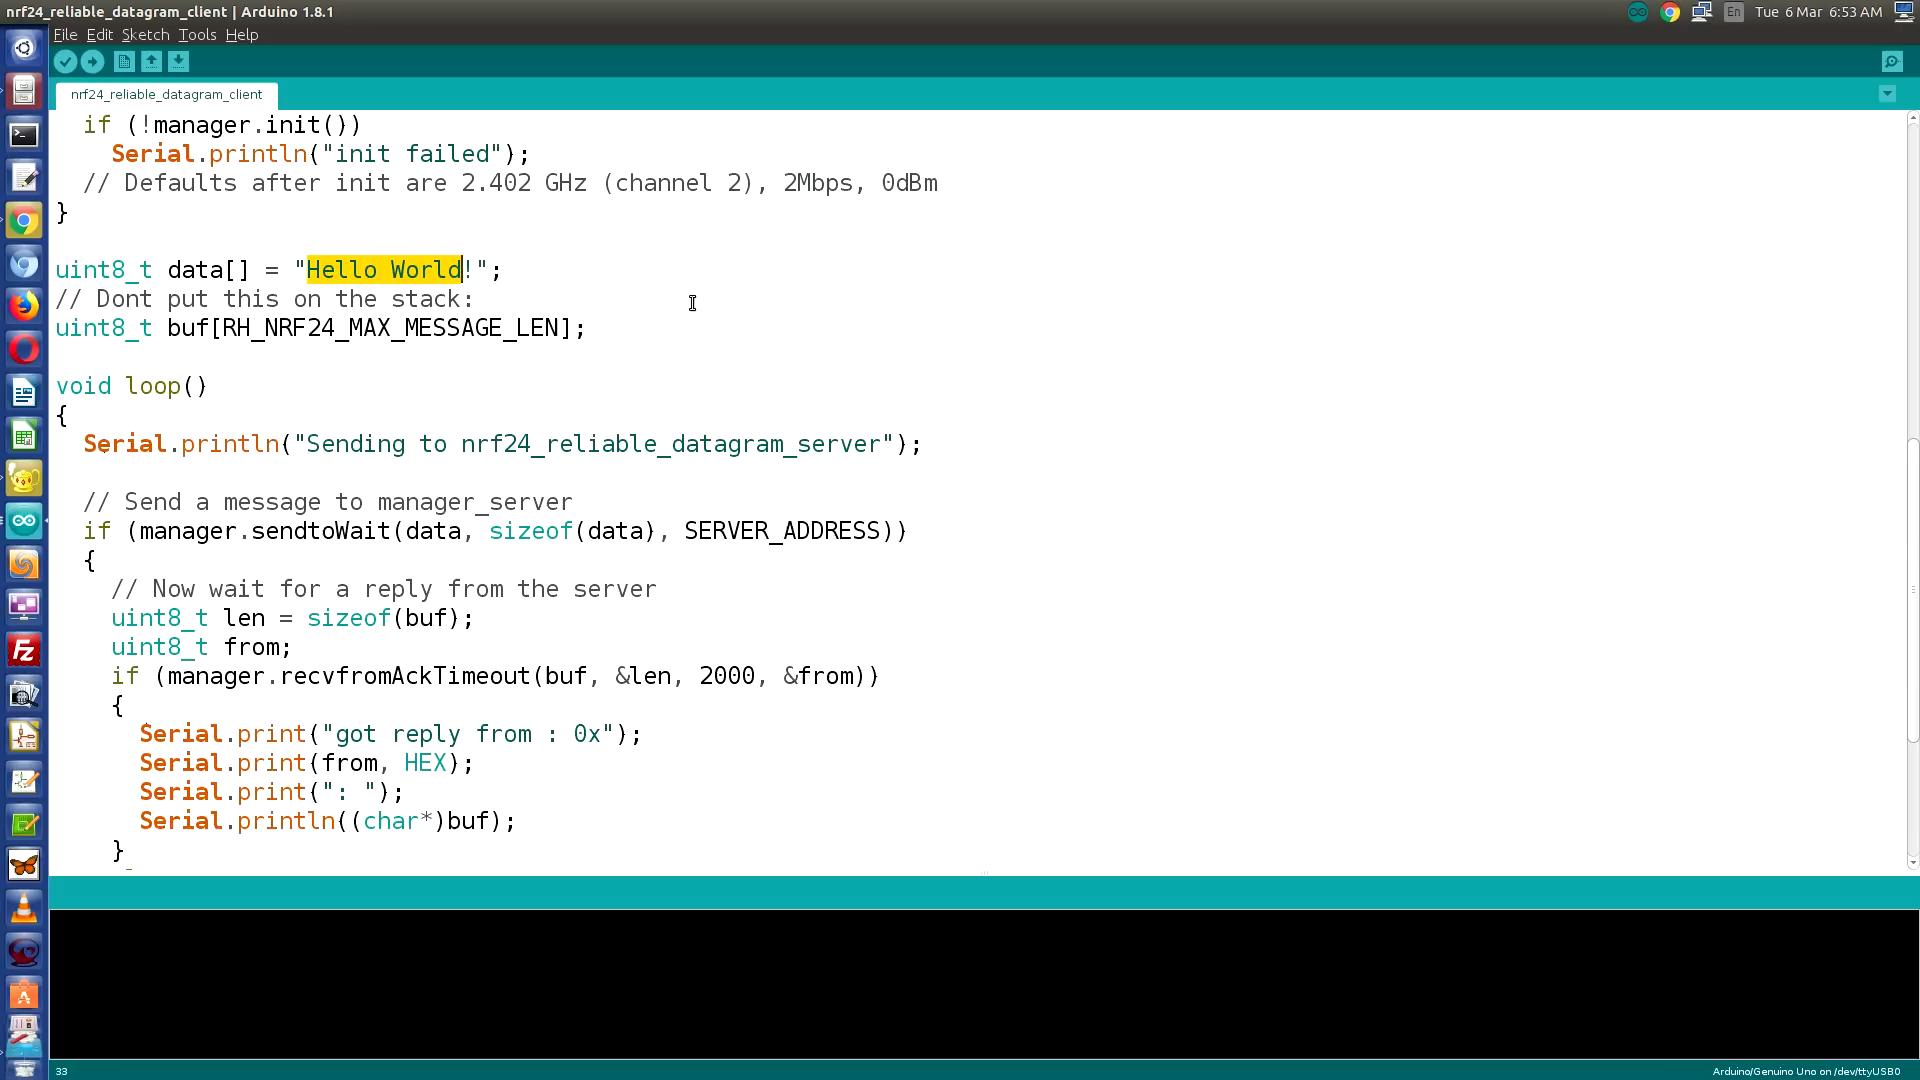 nrf24_reliable_datagram_client | Arduino 1.8.1
En
Tue 6 Mar 6:53 AM
File Edit Sketch Tools Help
nrf24_reliable_datagram_client
  if (!manager.init())
    Serial.println("init failed");
  // Defaults after init are 2.402 GHz (channel 2), 2Mbps, 0dBm
}
uint8_t data[] = "Hello World!";
// Dont put this on the stack:
uint8_t buf[RH_NRF24_MAX_MESSAGE_LEN];
void loop()
{
  Serial.println("Sending to nrf24_reliable_datagram_server");
  // Send a message to manager_server
  if (manager.sendtoWait(data, sizeof(data), SERVER_ADDRESS))
  {
    // Now wait for a reply from the server
    uint8_t len = sizeof(buf);
    uint8_t from;
    if (manager.recvfromAckTimeout(buf, &len, 2000, &from))
    {
      Serial.print("got reply from : 0x");
      Serial.print(from, HEX);
      Serial.print(": ");
      Serial.println((char*)buf);
    }
Fz
33
Arduino/Genuino Uno on /dev/ttyUSB0